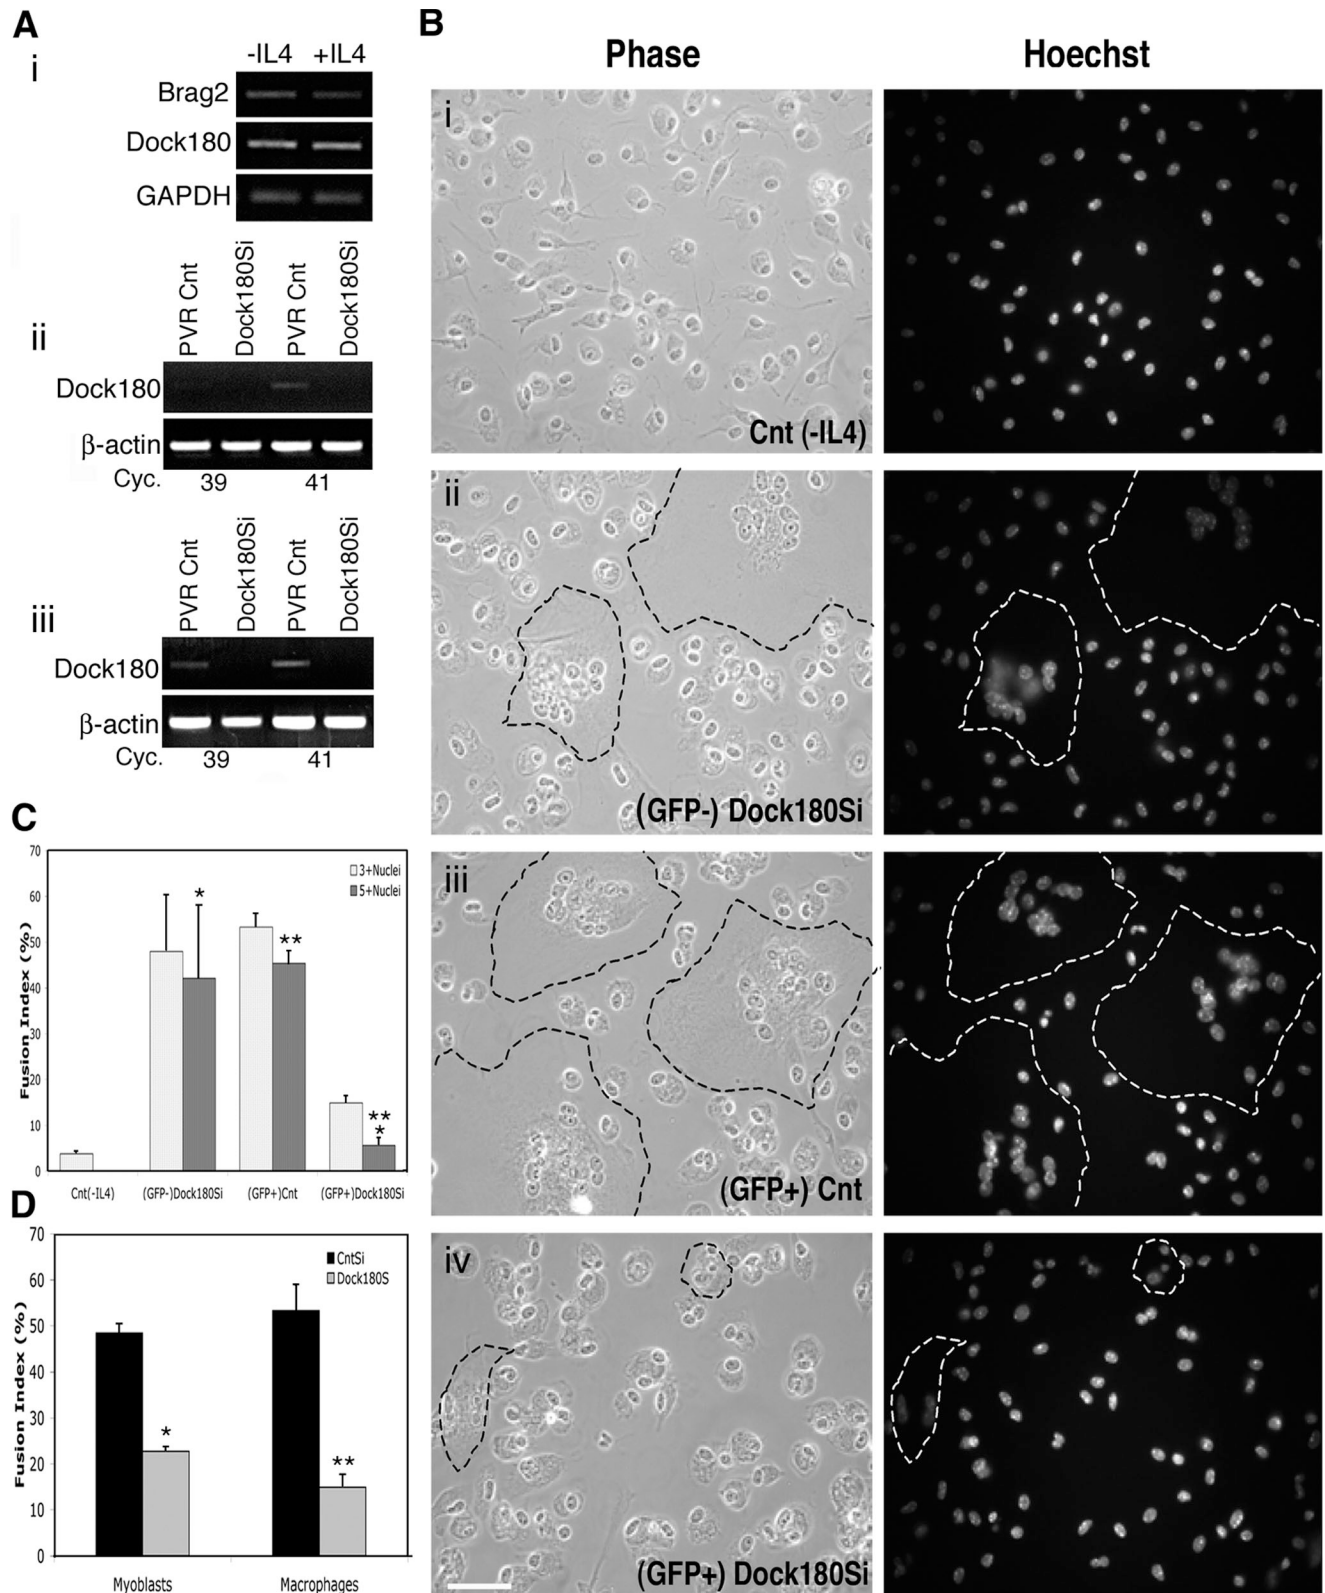 A
i
-IL4 +IL4
Brag2
Dock180
GAPDH
ii
PVR Cnt
Dock180Si
PVR Cnt
Dock180Si
Dock180
β-actin
Cyc. 39 41
iii
PVR Cnt
Dock180Si
PVR Cnt
Dock180Si
Dock180
β-actin
Cyc. 39 41
B
Phase Hoechst
i
Cnt (-IL4)
ii
(GFP-) Dock180Si
iii
(GFP+) Cnt
iv
(GFP+) Dock180Si
C
Fusion Index (%)
70
60
50
40
30
20
10
0
3+Nuclei
5+Nuclei
*
**
**
*
Cnt(-IL4) (GFP-)Dock180Si (GFP+)Cnt (GFP+)Dock180Si
D
Fusion Index (%)
70
60
50
40
30
20
10
0
CntSi
Dock180S
*
**
Myoblasts Macrophages